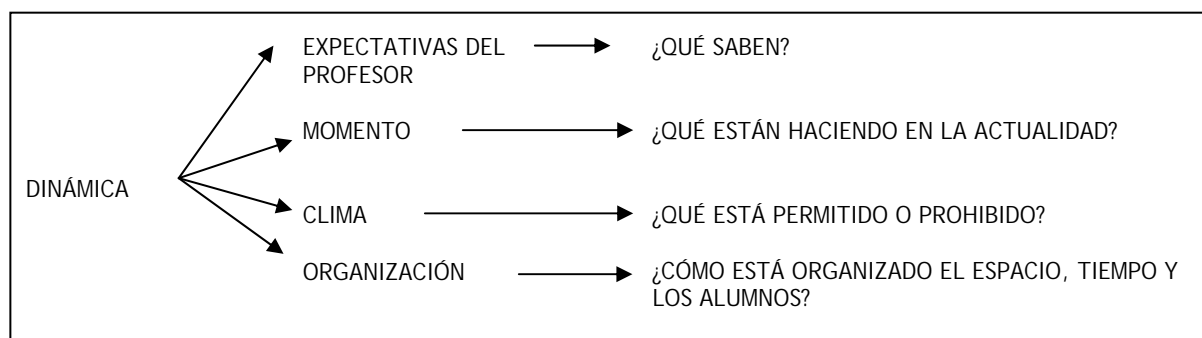 EXPECTATIVAS DEL
PROFESOR
¿QUÉ SABEN?
MOMENTO
¿QUÉ ESTÁN HACIENDO EN LA ACTUALIDAD?
DINÁMICA
CLIMA
¿QUÉ ESTÁ PERMITIDO O PROHIBIDO?
ORGANIZACIÓN
¿CÓMO ESTÁ ORGANIZADO EL ESPACIO, TIEMPO Y
LOS ALUMNOS?